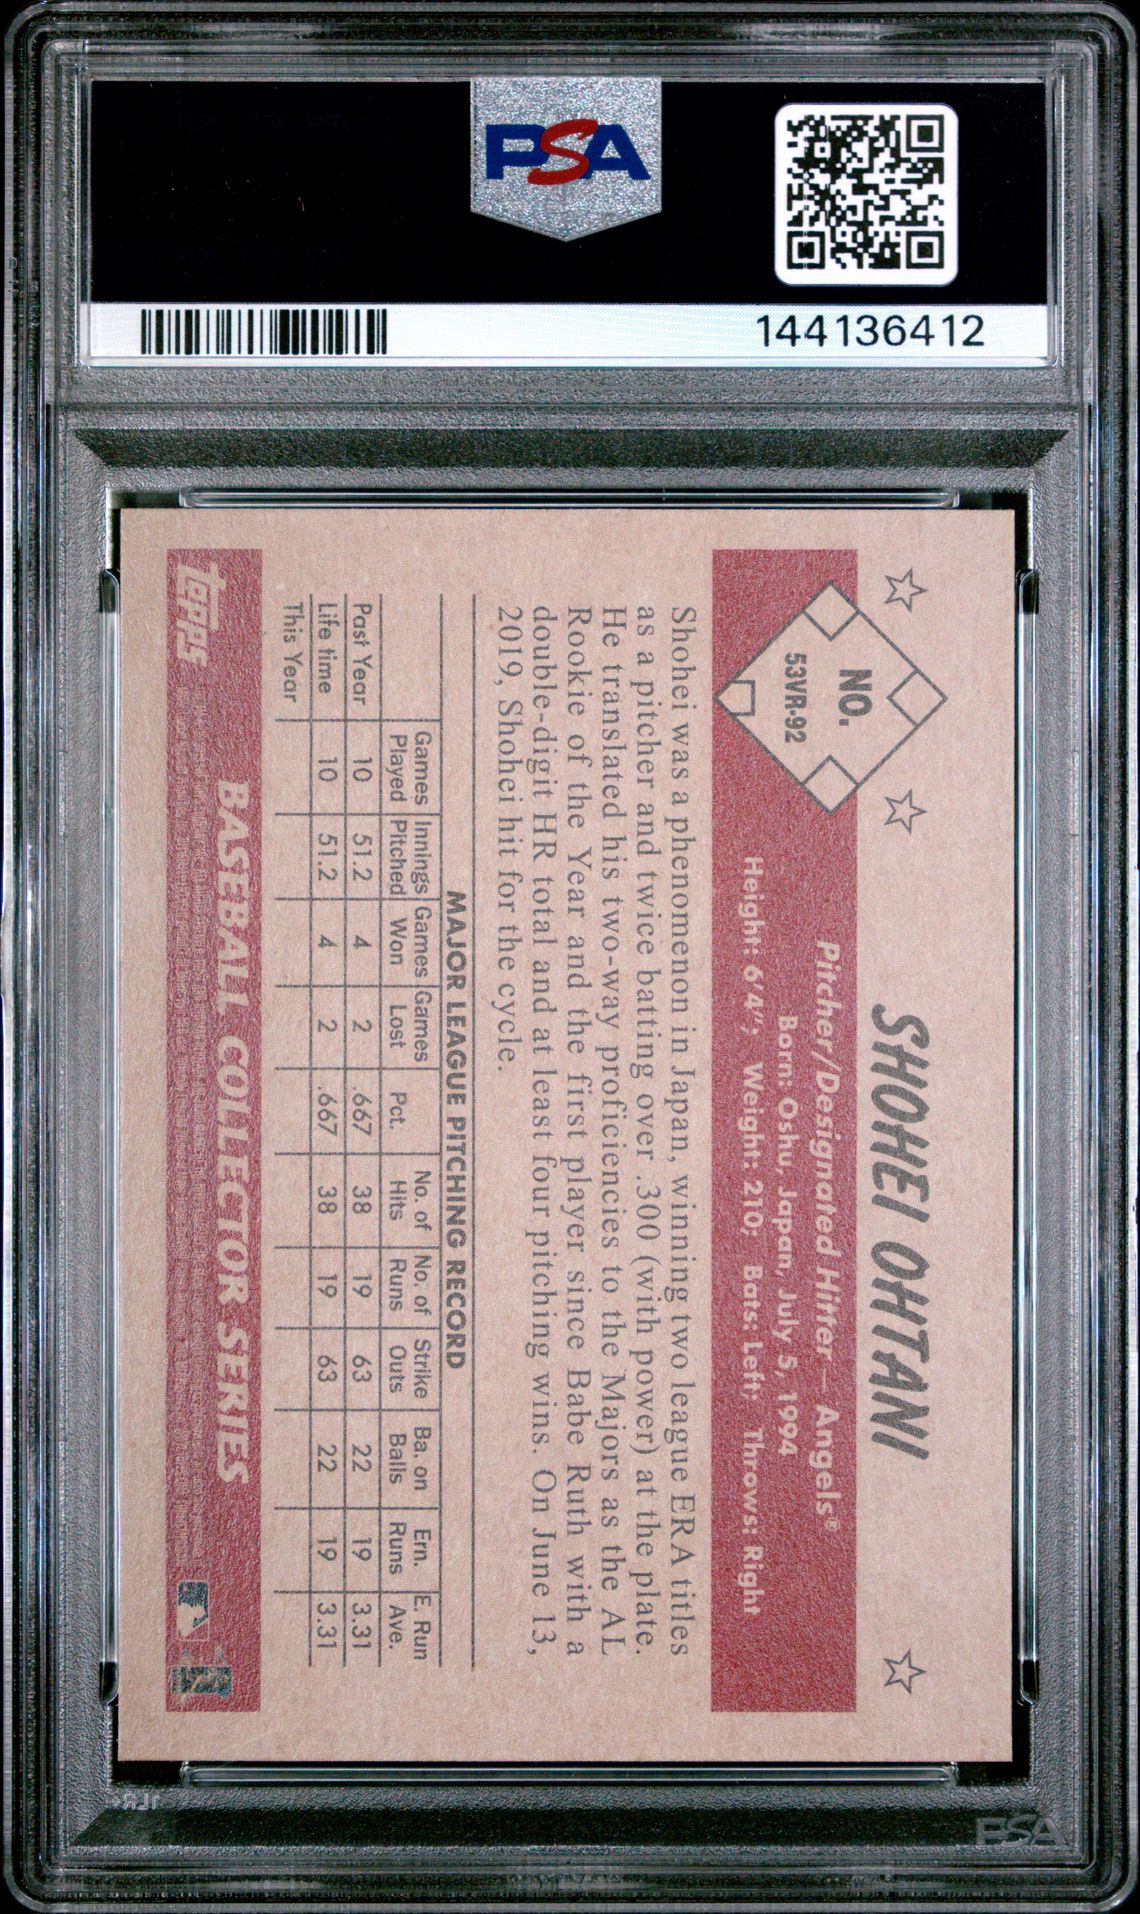 PSA
144136412
SHOHEI OHTANI
NO.
53VR-92
Pitcher/Designated Hitter — Angels®
Born: Oshu, Japan, July 5, 1994
Height: 6'4"; Weight: 210; Bats: Left; Throws: Right
Shohei was a phenomenon in Japan, winning two league ERA titles
as a pitcher and twice batting over .300 (with power) at the plate.
He translated his two-way proficiencies to the Majors as the AL
Rookie of the Year and the first player since Babe Ruth with a
double-digit HR total and at least four pitching wins. On June 13,
2019, Shohei hit for the cycle.
MAJOR LEAGUE PITCHING RECORD
Games Innings Games Games No. of No. of Strike Ba. on Ern. E. Run
Played Pitched Won Lost Pct. Hits Runs Outs Balls Runs Ave.
Past Year 10 51.2 4 2 .667 38 19 63 22 19 3.31
Life time 10 51.2 4 2 .667 38 19 63 22 19 3.31
This Year
topps
BASEBALL COLLECTOR SERIES
PSA